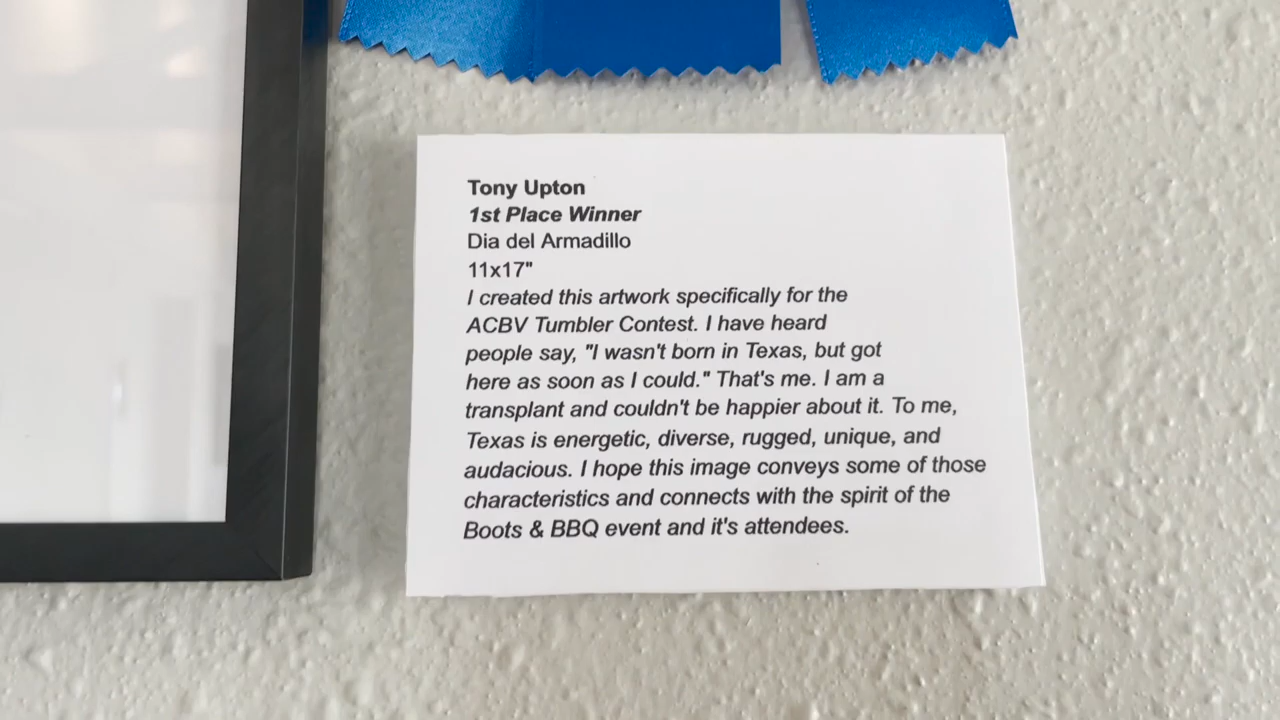 Tony Upton
1st Place Winner
Dia del Armadillo
11x17"
I created this artwork specifically for the
ACBV Tumbler Contest. I have heard
people say, "I wasn't born in Texas, but got
here as soon as I could." That's me. I am a
transplant and couldn't be happier about it. To me,
Texas is energetic, diverse, rugged, unique, and
audacious. I hope this image conveys some of those
characteristics and connects with the spirit of the
Boots & BBQ event and it's attendees.